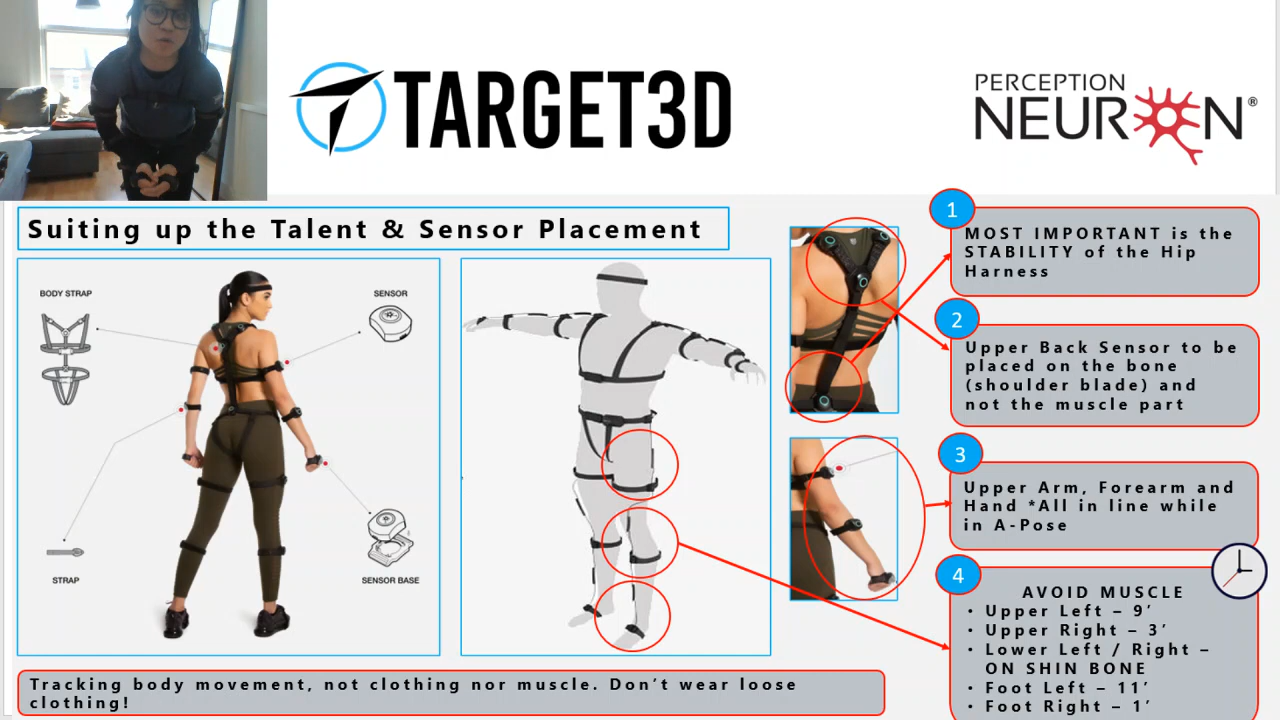 TARGET3D
PERCEPTION
NEURON®
Suiting up the Talent & Sensor Placement
BODY STRAP
SENSOR
STRAP
SENSOR BASE
1
MOST IMPORTANT is the
STABILITY of the Hip
Harness
2
Upper Back Sensor to be
placed on the bone
(shoulder blade) and
not the muscle part
3
Upper Arm, Forearm and
Hand *All in line while
in A-Pose
4
AVOID MUSCLE
• Upper Left – 9’
• Upper Right – 3’
• Lower Left / Right –
ON SHIN BONE
• Foot Left – 11’
• Foot Right – 1’
Tracking body movement, not clothing nor muscle. Don’t wear loose
clothing!